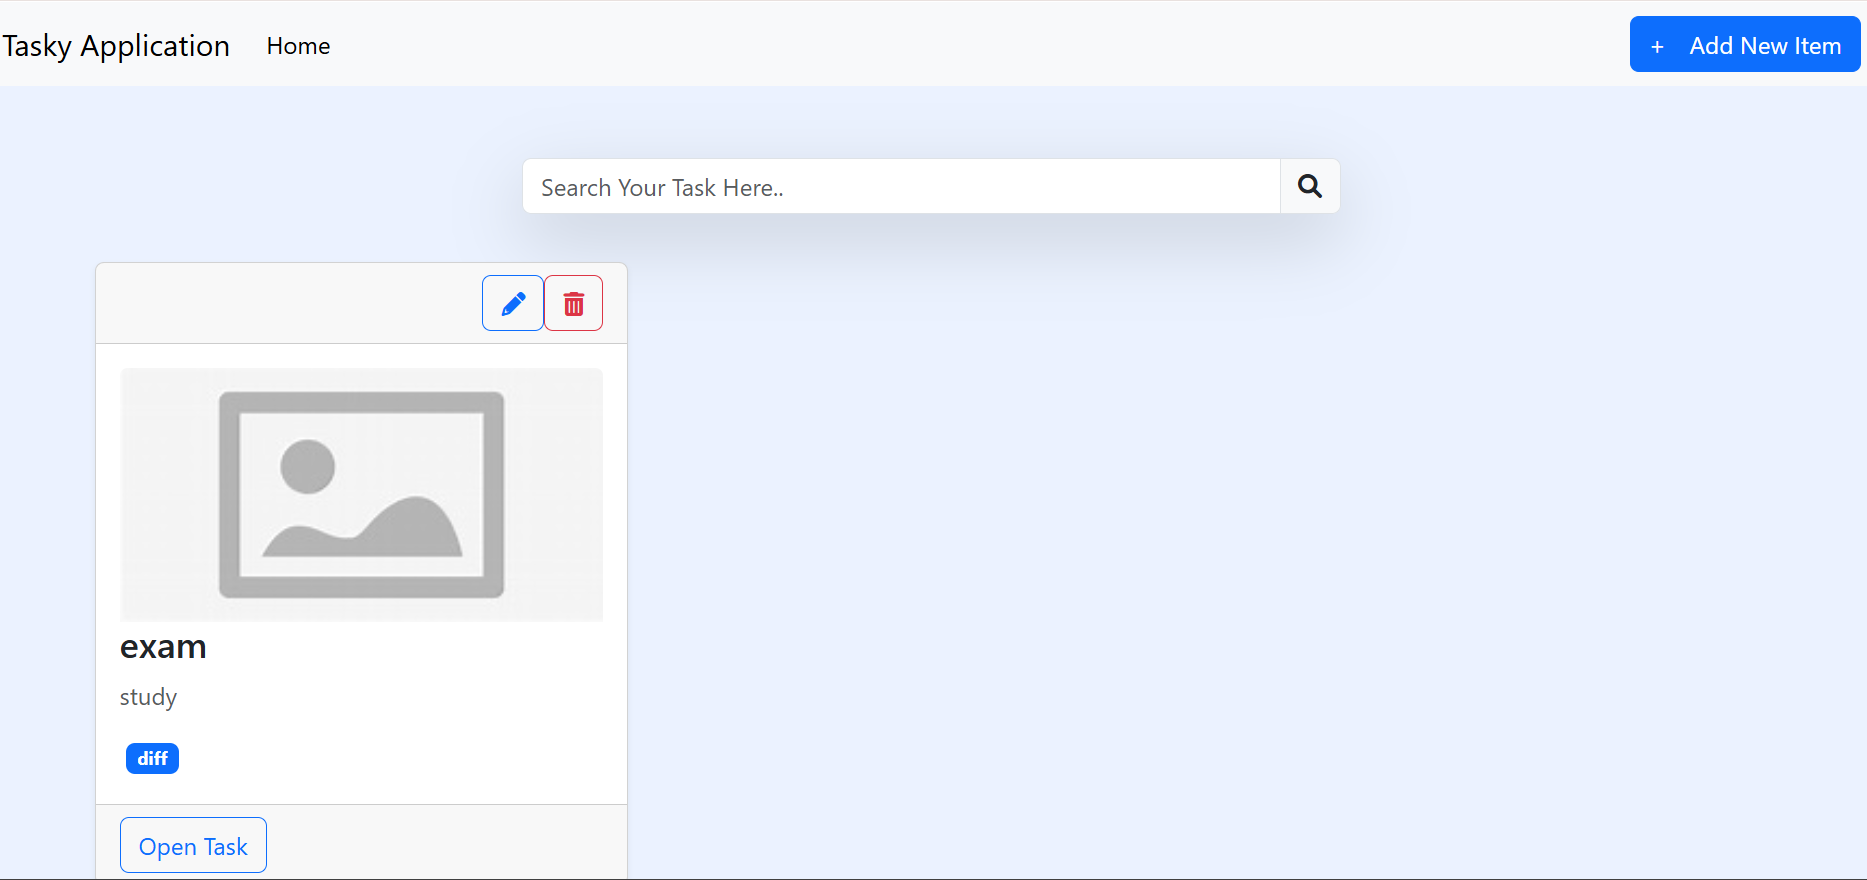 Tasky Application Home + Add New Item
Search Your Task Here..
exam
study
diff
Open Task